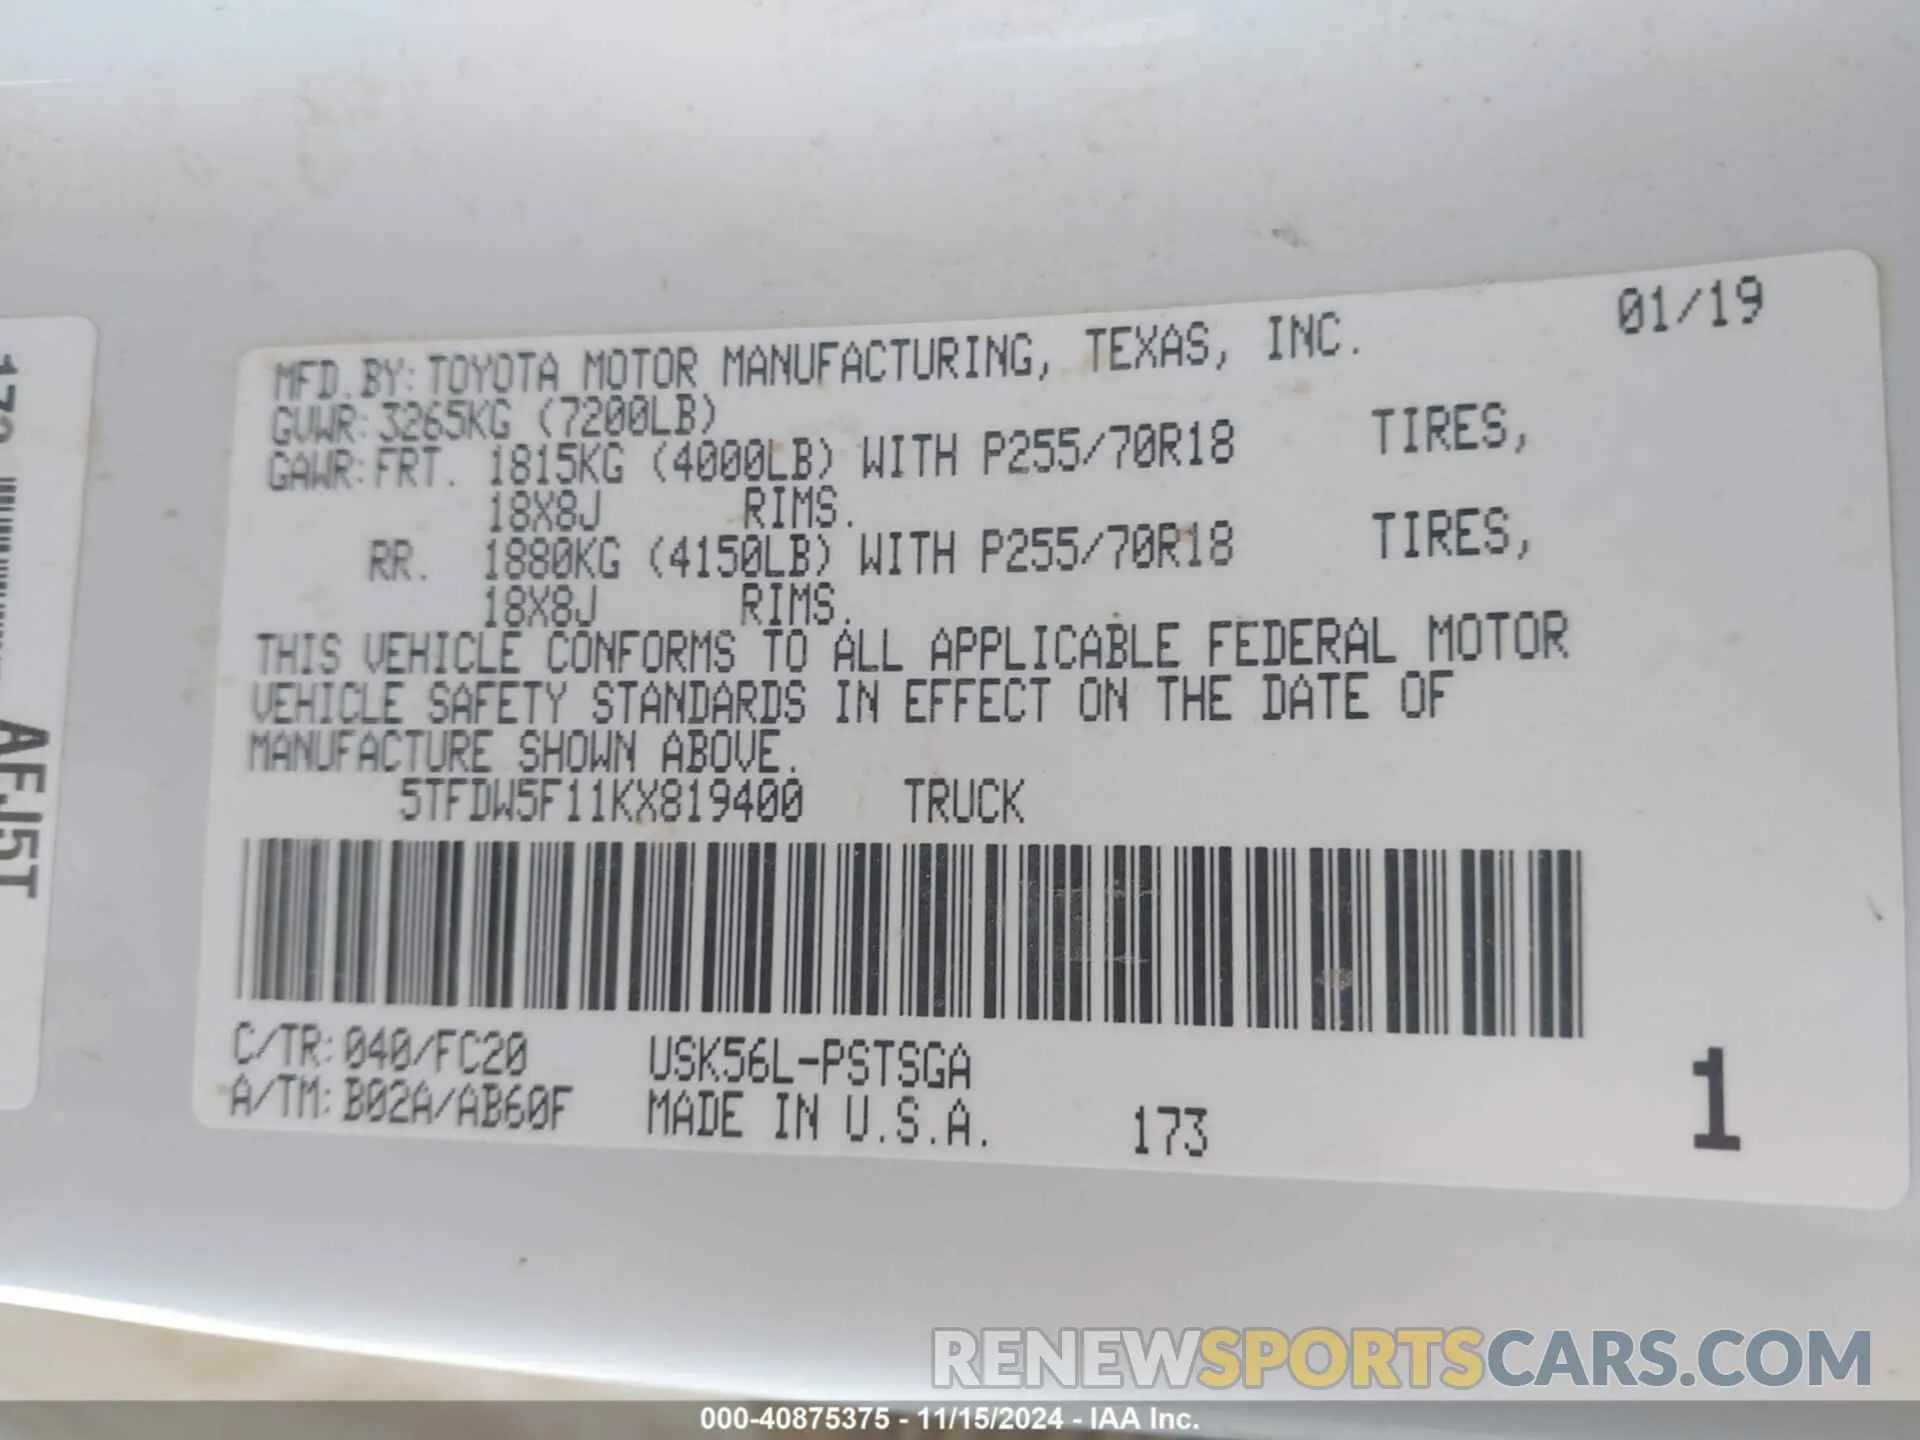 MFD.BY:TOYOTA MOTOR MANUFACTURING, TEXAS, INC. 01/19
GVWR:3265KG (7200LB)
GAWR:FRT. 1815KG (4000LB) WITH P255/70R18 TIRES,
18X8J RIMS.
RR. 1880KG (4150LB) WITH P255/70R18 TIRES,
18X8J RIMS.
THIS VEHICLE CONFORMS TO ALL APPLICABLE FEDERAL MOTOR
VEHICLE SAFETY STANDARDS IN EFFECT ON THE DATE OF
MANUFACTURE SHOWN ABOVE.
5TFDW5F11KX819400 TRUCK
C/TR:040/FC20 USK56L-PSTSGA
A/TM:B02A/AB60F MADE IN U.S.A. 173 1
RENEWSPORTSCARS.COM
000-40875375 - 11/15/2024 - IAA Inc.